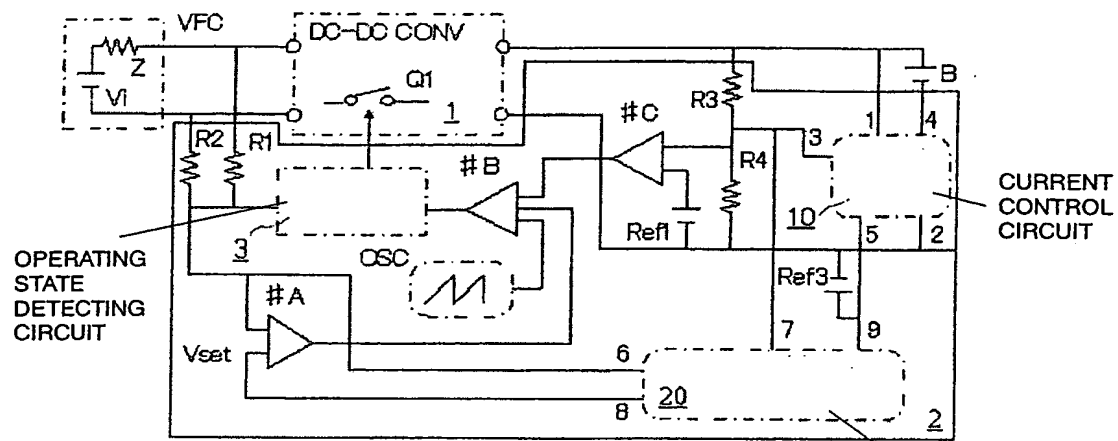 VFC
DC-DC CONV
Z
Vi
Q1
1
B
R3
#C
1
4
R2
R1
#B
3
R4
10
CURRENT
CONTROL
CIRCUIT
3
Ref1
5
2
OPERATING
STATE
DETECTING
CIRCUIT
OSC
Ref3
#A
7
9
Vset
6
8
20
2